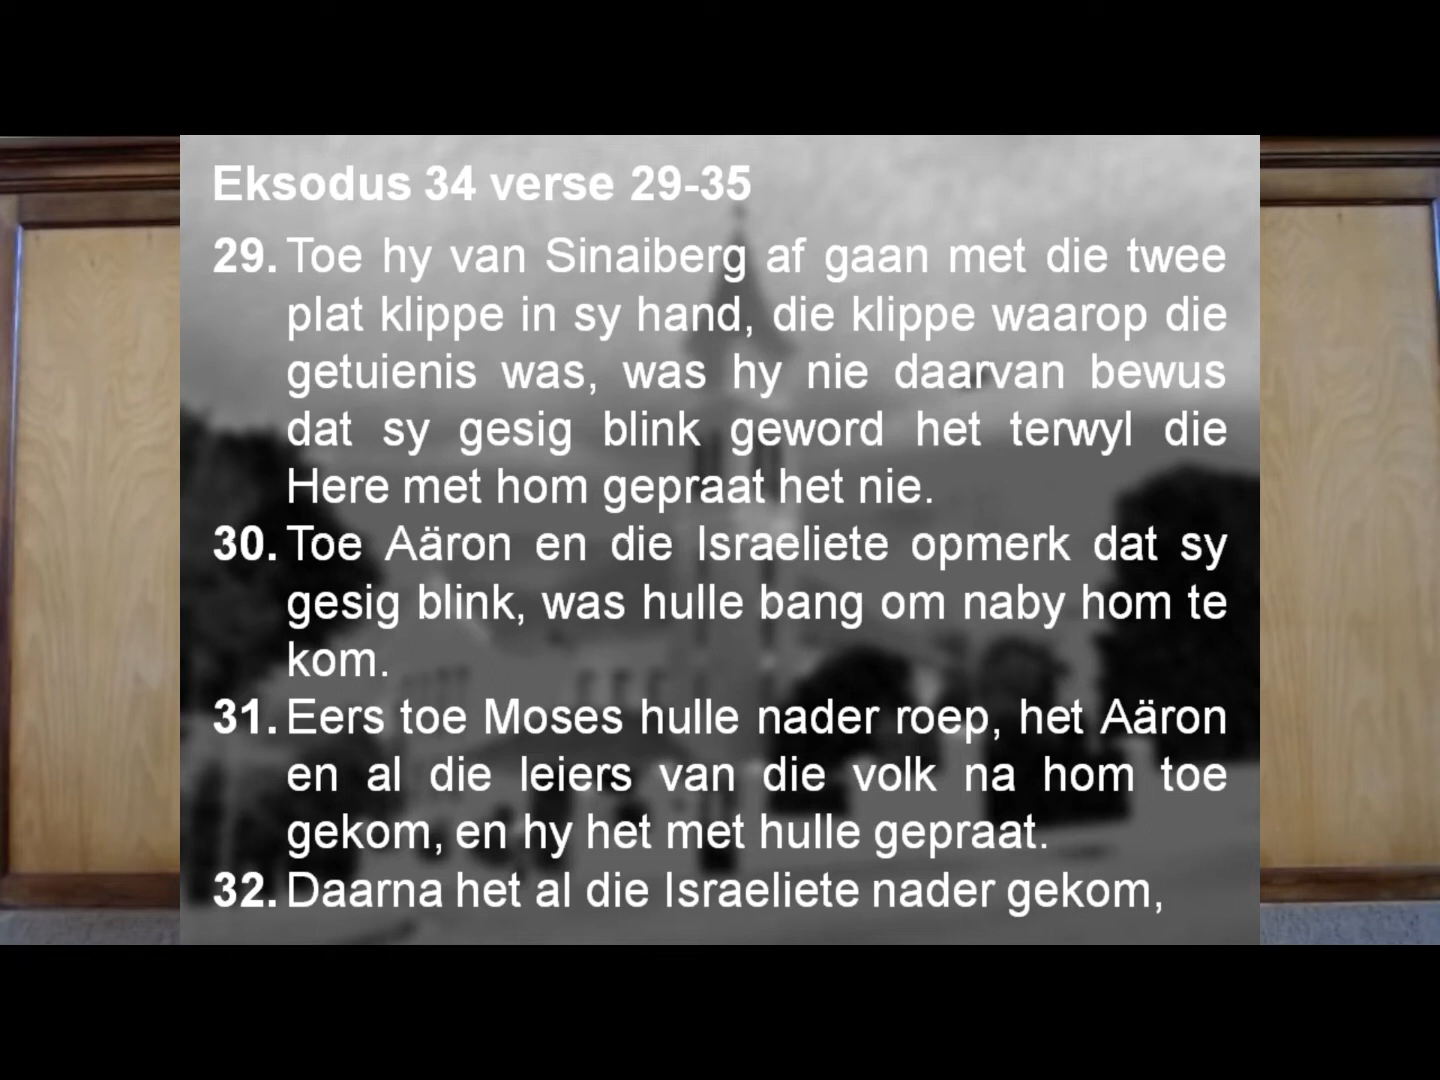 Eksodus 34 verse 29-35
29. Toe hy van Sinaiberg af gaan met die twee
plat klippe in sy hand, die klippe waarop die
getuienis was, was hy nie daarvan bewus
dat sy gesig blink geword het terwyl die
Here met hom gepraat het nie.
30. Toe Aäron en die Israeliete opmerk dat sy
gesig blink, was hulle bang om naby hom te
kom.
31. Eers toe Moses hulle nader roep, het Aäron
en al die leiers van die volk na hom toe
gekom, en hy het met hulle gepraat.
32. Daarna het al die Israeliete nader gekom,